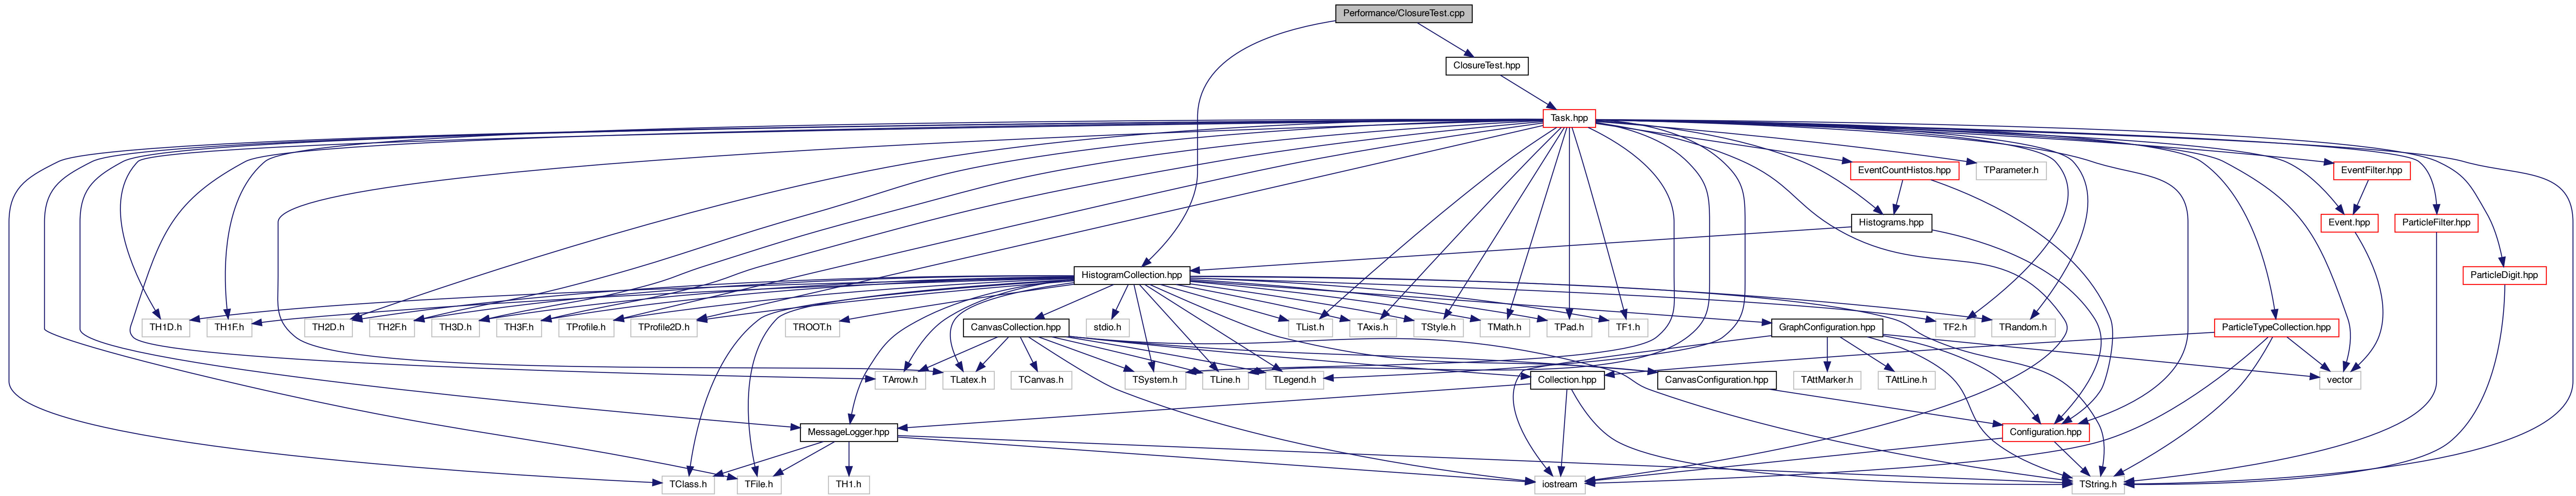 Performance/ClosureTest.cpp
ClosureTest.hpp
Task.hpp
EventCountHistos.hpp
TParameter.h
EventFilter.hpp
Histograms.hpp
Event.hpp
ParticleFilter.hpp
HistogramCollection.hpp
ParticleDigit.hpp
TH1D.h
TH1F.h
TH2D.h
TH2F.h
TH3D.h
TH3F.h
TProfile.h
TProfile2D.h
TROOT.h
CanvasCollection.hpp
stdio.h
TList.h
TAxis.h
TStyle.h
TMath.h
TPad.h
TF1.h
GraphConfiguration.hpp
TF2.h
TRandom.h
ParticleTypeCollection.hpp
TArrow.h
TLatex.h
TCanvas.h
TSystem.h
TLine.h
TLegend.h
Collection.hpp
CanvasConfiguration.hpp
TAttMarker.h
TAttLine.h
vector
MessageLogger.hpp
Configuration.hpp
TClass.h
TFile.h
TH1.h
iostream
TString.h